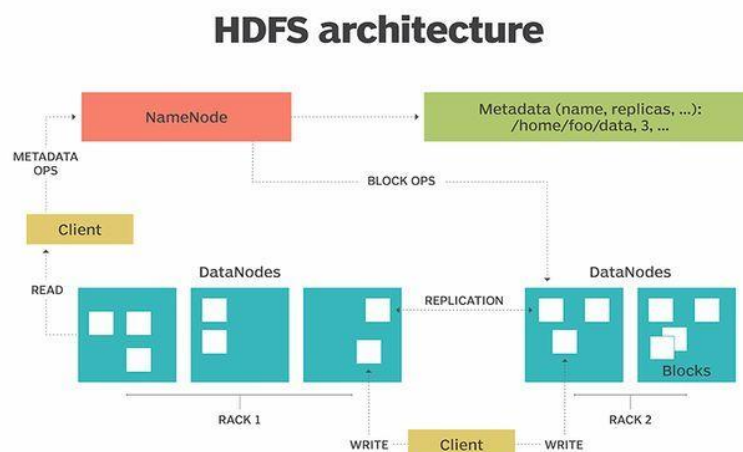 HDFS architecture
NameNode
Metadata (name, replicas, ...):
/home/foo/data, 3, ...
METADATA
OPS
BLOCK OPS
Client
DataNodes
DataNodes
READ
REPLICATION
Blocks
RACK 1
RACK 2
WRITE
Client
WRITE